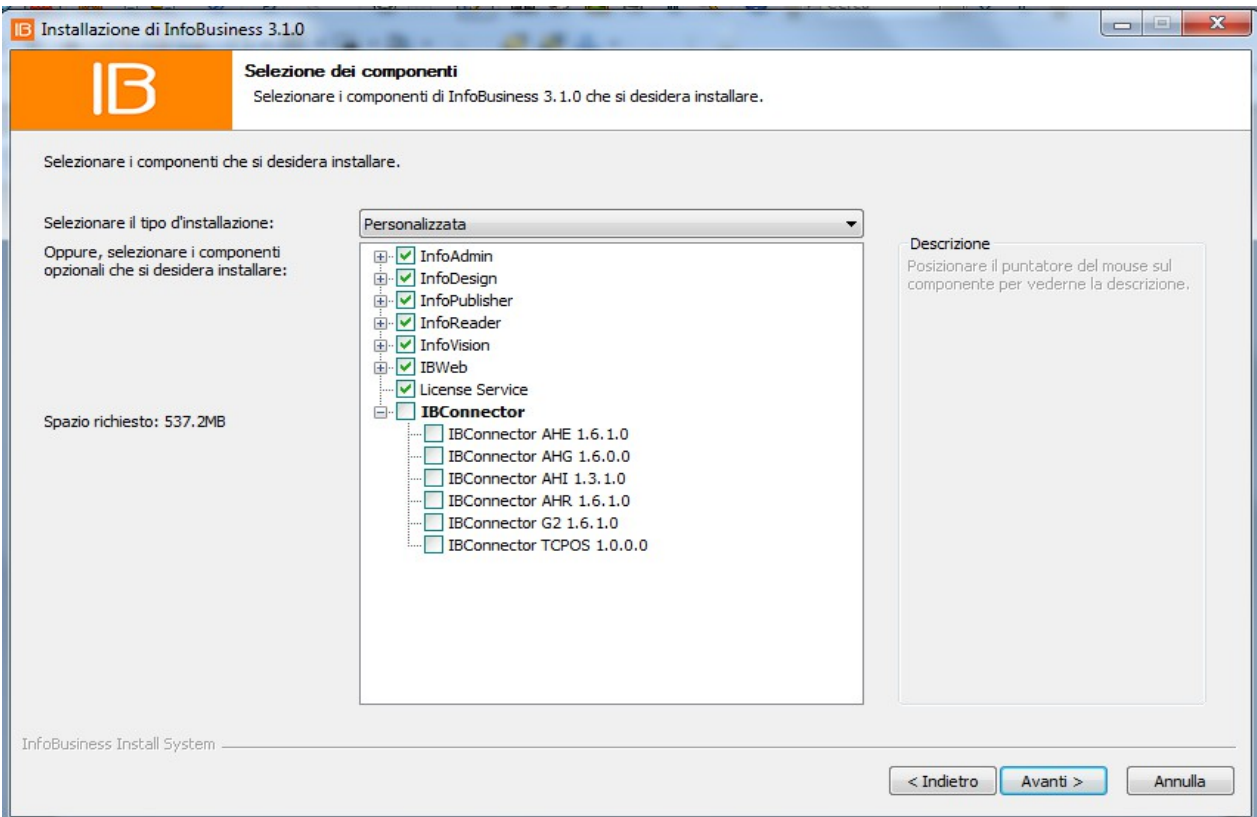 IB Installazione di InfoBusiness 3.1.0
IB
Selezione dei componenti
Selezionare i componenti di InfoBusiness 3.1.0 che si desidera installare.
Selezionare i componenti che si desidera installare.
Selezionare il tipo d'installazione:
Personalizzata
Oppure, selezionare i componenti
opzionali che si desidera installare:
InfoAdmin
InfoDesign
InfoPublisher
InfoReader
InfoVision
IBWeb
License Service
IBConnector
IBConnector AHE 1.6.1.0
IBConnector AHG 1.6.0.0
IBConnector AHI 1.3.1.0
IBConnector AHR 1.6.1.0
IBConnector G2 1.6.1.0
IBConnector TCPOS 1.0.0.0
Spazio richiesto: 537.2MB
Descrizione
Posizionare il puntatore del mouse sul
componente per vederne la descrizione.
InfoBusiness Install System
< Indietro
Avanti >
Annulla